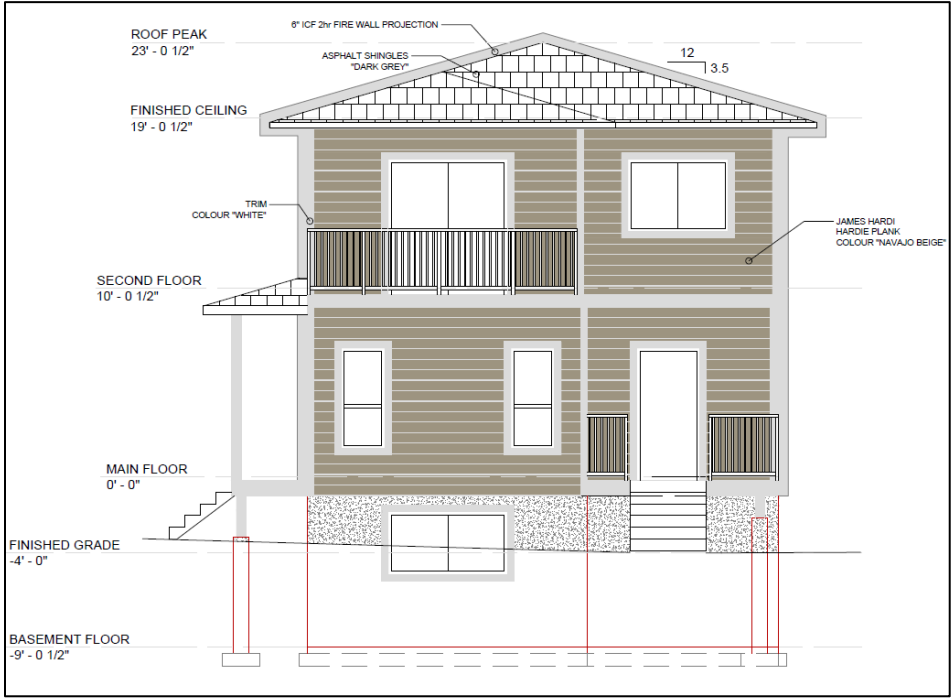 ROOF PEAK
23' - 0 1/2"
6" ICF 2hr FIRE WALL PROJECTION
ASPHALT SHINGLES
"DARK GREY"
12
3.5
FINISHED CEILING
19' - 0 1/2"
TRIM
COLOUR "WHITE"
JAMES HARDI
HARDIE PLANK
COLOUR "NAVAJO BEIGE"
SECOND FLOOR
10' - 0 1/2"
MAIN FLOOR
0' - 0"
FINISHED GRADE
-4' - 0"
BASEMENT FLOOR
-9' - 0 1/2"